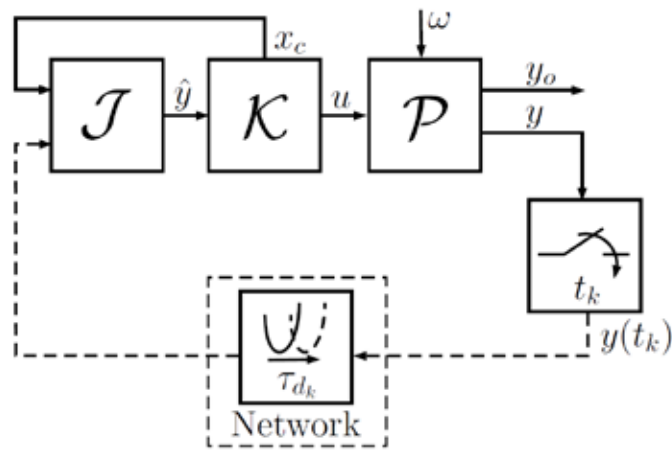 x_c
ω
𝒥
ŷ
𝒦
u
𝒫
y_o
y
t_k
y(t_k)
τ_{d_k}
Network